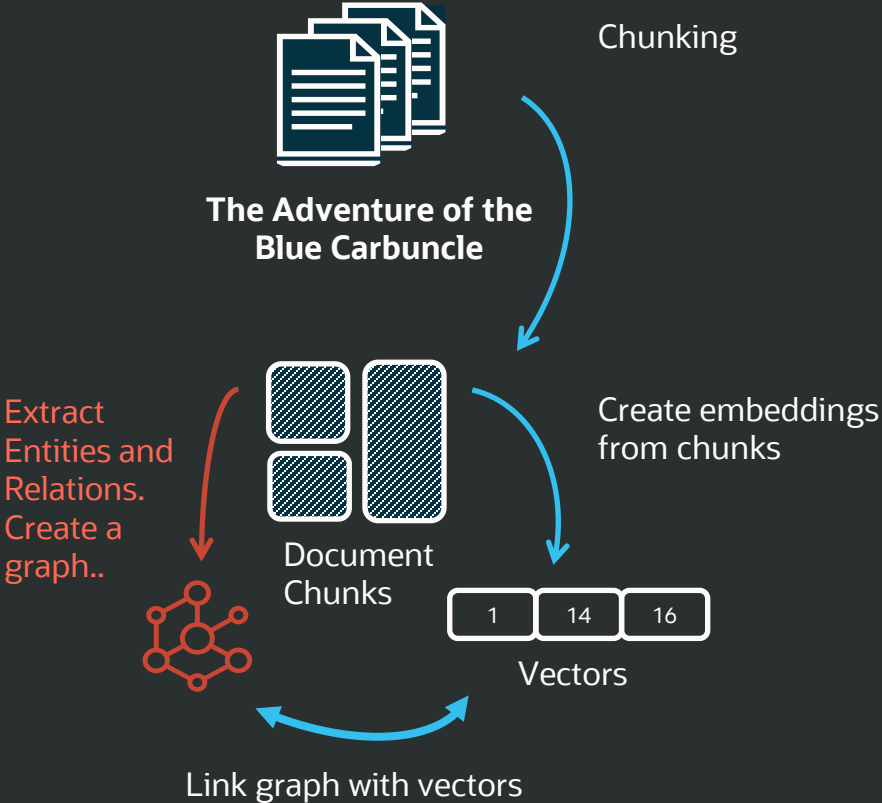 Chunking
The Adventure of the
Blue Carbuncle
Extract
Entities and
Relations.
Create a
graph..
Create embeddings
from chunks
Document
Chunks
1 14 16
Vectors
Link graph with vectors